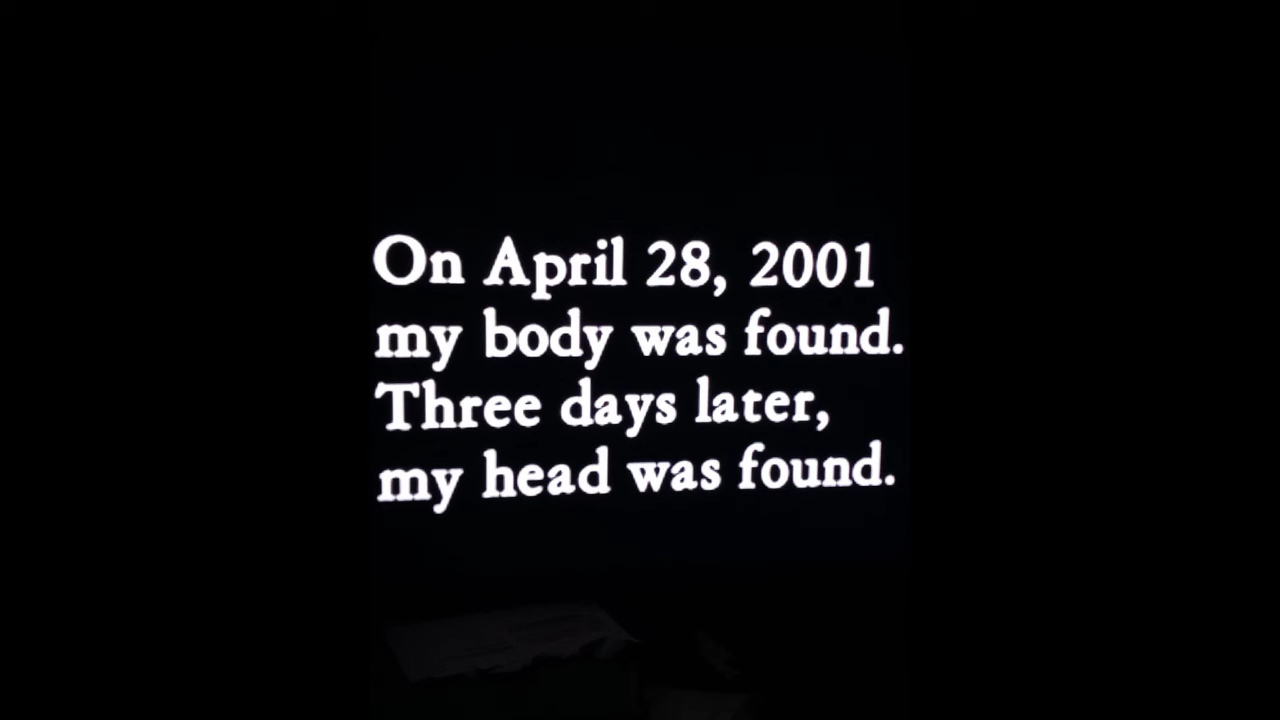 On April 28, 2001
my body was found.
Three days later,
my head was found.